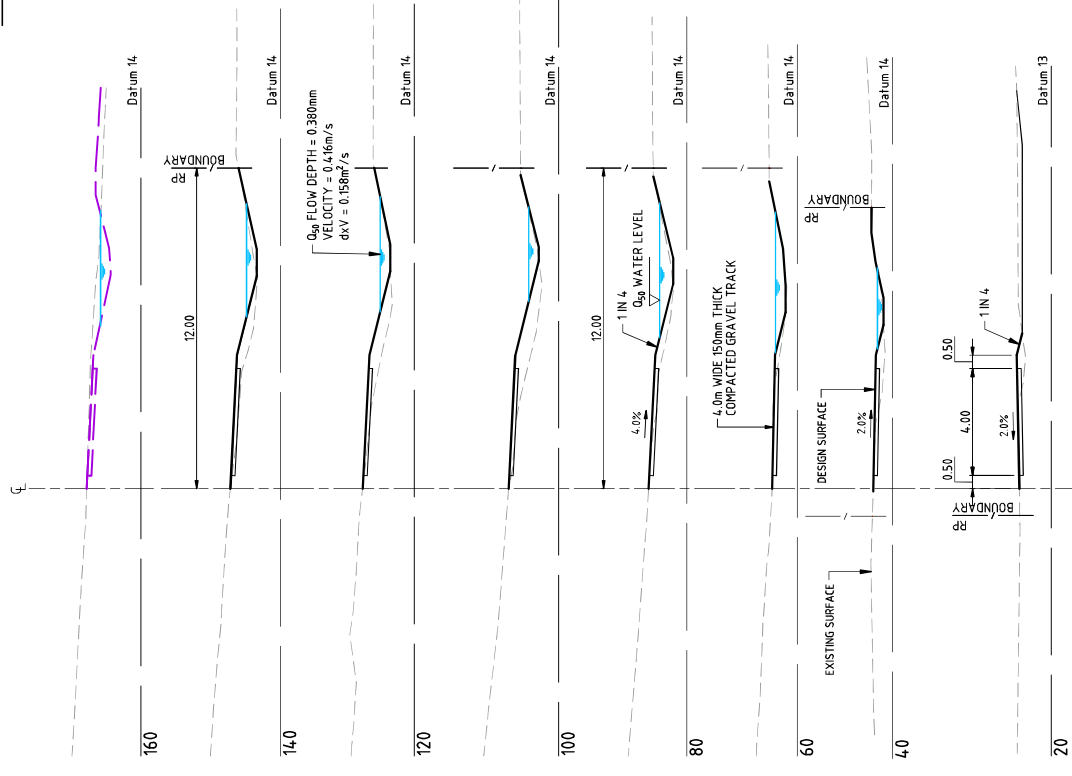 ℄
Datum 14
160
BOUNDARY
RP
12.00
Datum 14
140
Q50 FLOW DEPTH = 0.380mm
VELOCITY = 0.416m/s
dxV = 0.158m²/s
Datum 14
120
Datum 14
100
12.00
1 IN 4
Q50 WATER LEVEL
4.0%
Datum 14
80
4.0m WIDE 150mm THICK
COMPACTED GRAVEL TRACK
Datum 14
60
BOUNDARY
RP
DESIGN SURFACE
2.0%
EXISTING SURFACE
Datum 14
40
1 IN 4
0.50
4.00
0.50
2.0%
BOUNDARY
RP
Datum 13
20